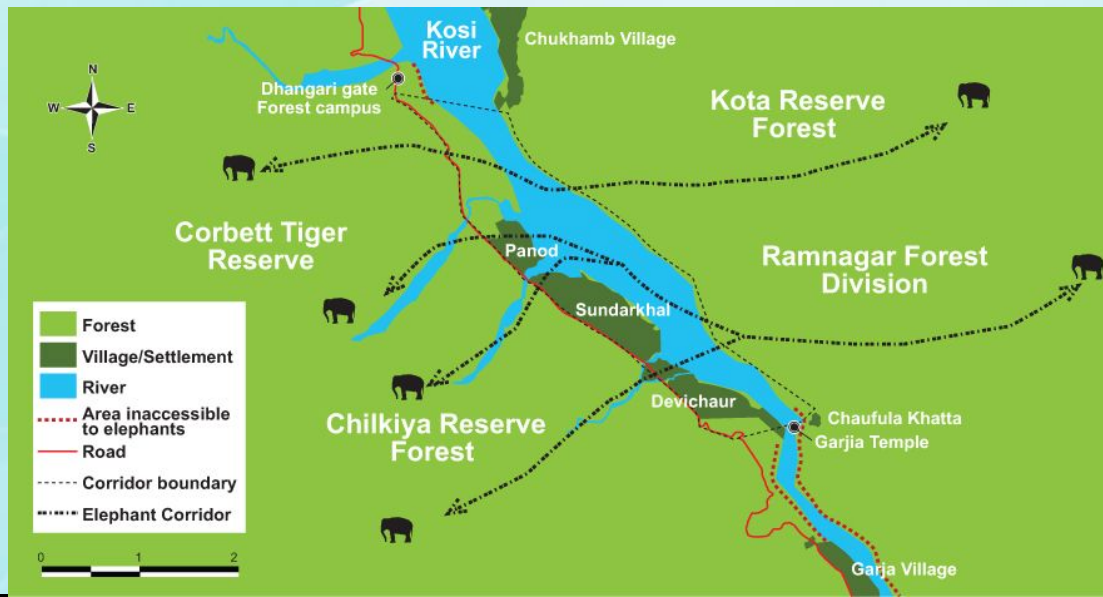 Kosi
River
Chukhamb Village
Dhangari gate
Forest campus
N
W E
S
Kota Reserve
Forest
Corbett Tiger
Reserve
Panod
Ramnagar Forest
Division
Sundarkhal
Devichaur
Chilkiya Reserve
Forest
Chaufula Khatta
Garjia Temple
Garja Village
Forest
Village/Settlement
River
Area inaccessible
to elephants
Road
Corridor boundary
Elephant Corridor
0 1 2